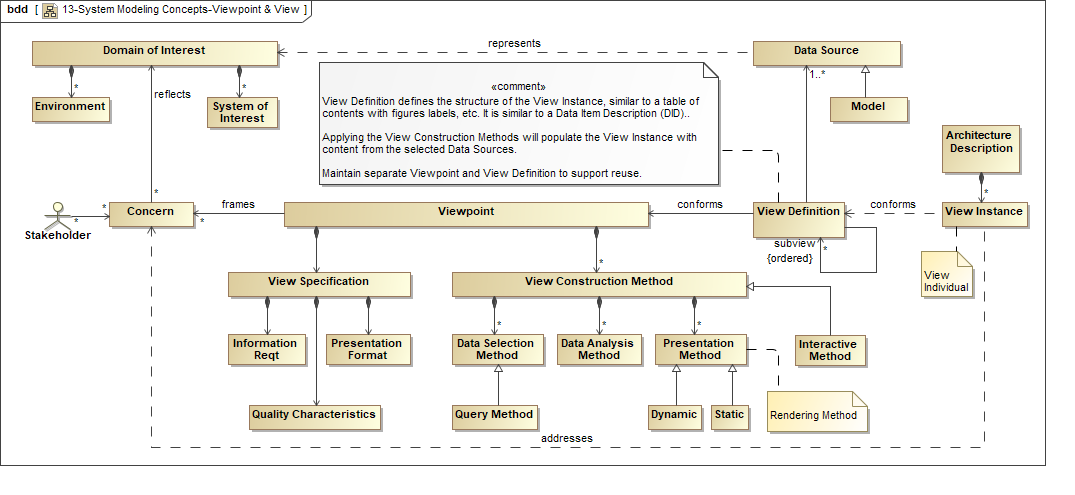 bdd [ 13-System Modeling Concepts-Viewpoint & View ]
Domain of Interest
represents
Data Source
1..*
«comment»
View Definition defines the structure of the View Instance, similar to a table of
contents with figures labels, etc. It is similar to a Data Item Description (DID)..
Applying the View Construction Methods will populate the View Instance with
content from the selected Data Sources.
Maintain separate Viewpoint and View Definition to support reuse.
*
*
reflects
Environment
System of
Interest
Model
Architecture
Description
*
*
*
*
*
Stakeholder
Concern
frames
Viewpoint
conforms
View Definition
conforms
View Instance
subview
{ordered}
*
View
Individual
*
View Specification
View Construction Method
*
*
*
Information
Reqt
Presentation
Format
Data Selection
Method
Data Analysis
Method
Presentation
Method
Interactive
Method
Quality Characteristics
Query Method
Dynamic
Static
Rendering Method
addresses